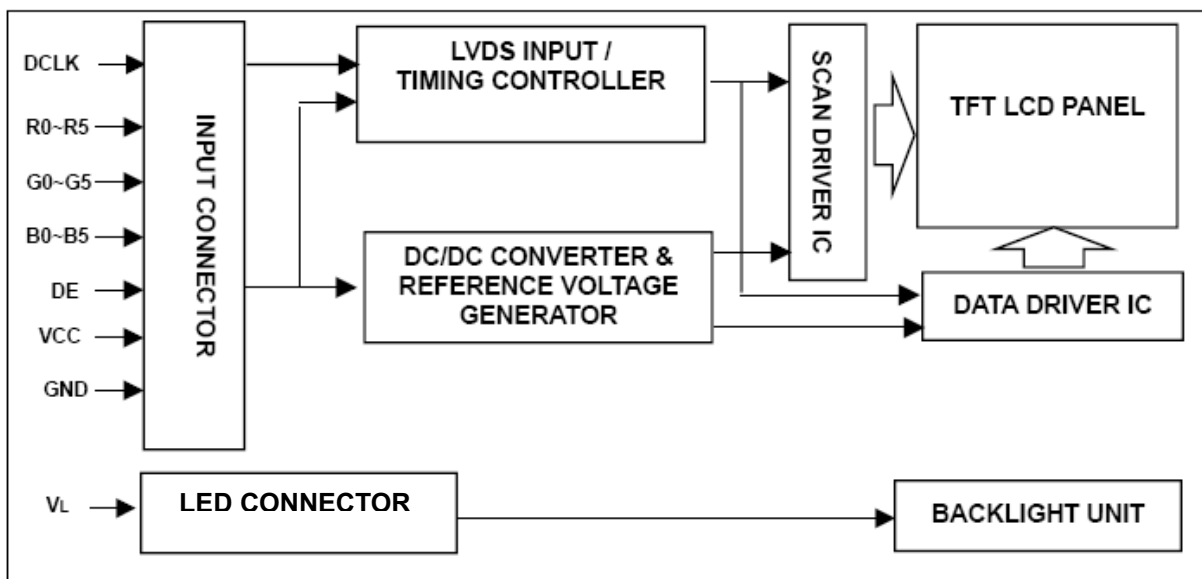 DCLK
R0~R5
G0~G5
B0~B5
DE
VCC
GND
INPUT CONNECTOR
LVDS INPUT /
TIMING CONTROLLER
DC/DC CONVERTER &
REFERENCE VOLTAGE
GENERATOR
SCAN DRIVER IC
TFT LCD PANEL
DATA DRIVER IC
VL
LED CONNECTOR
BACKLIGHT UNIT